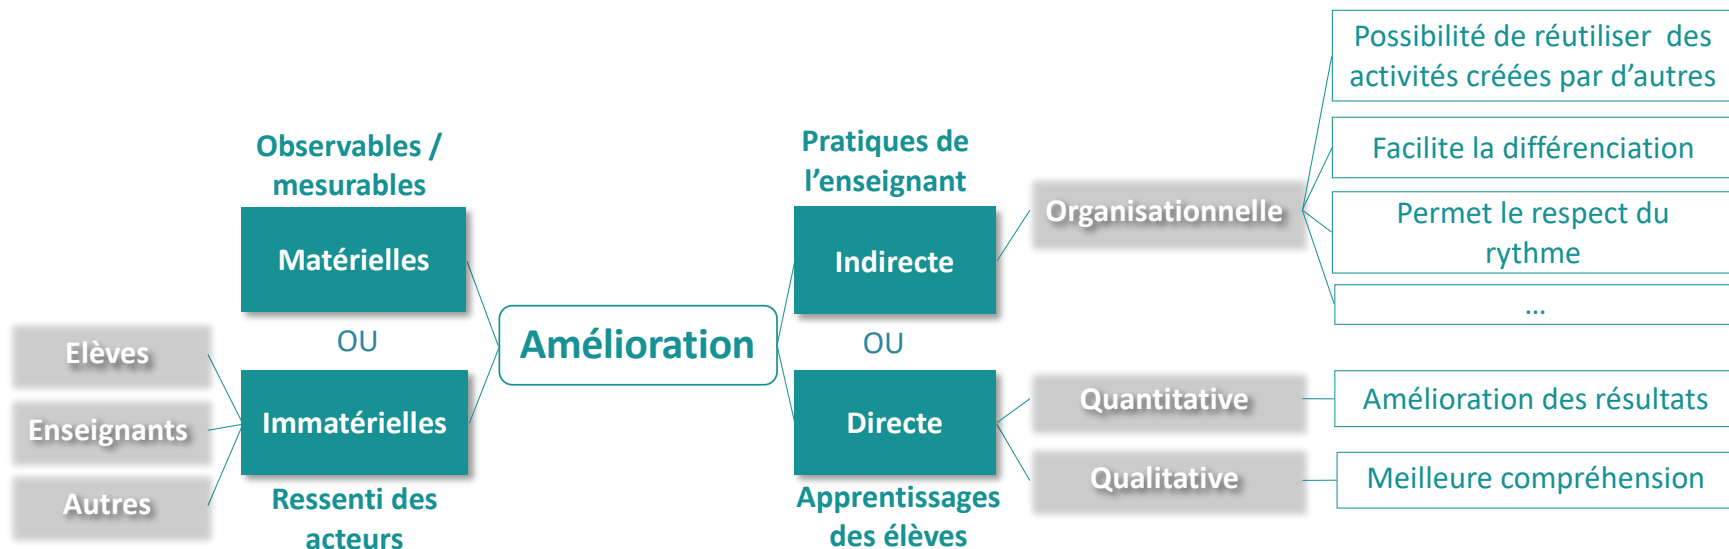 Observables /
mesurables
Matérielles
OU
Elèves
Enseignants
Autres
Immatérielles
Ressenti des
acteurs
Amélioration
Pratiques de
l'enseignant
Indirecte
OU
Directe
Apprentissages
des élèves
Organisationnelle
Quantitative
Qualitative
Possibilité de réutiliser  des
activités créées par d'autres
Facilite la différenciation
Permet le respect du
rythme
...
Amélioration des résultats
Meilleure compréhension